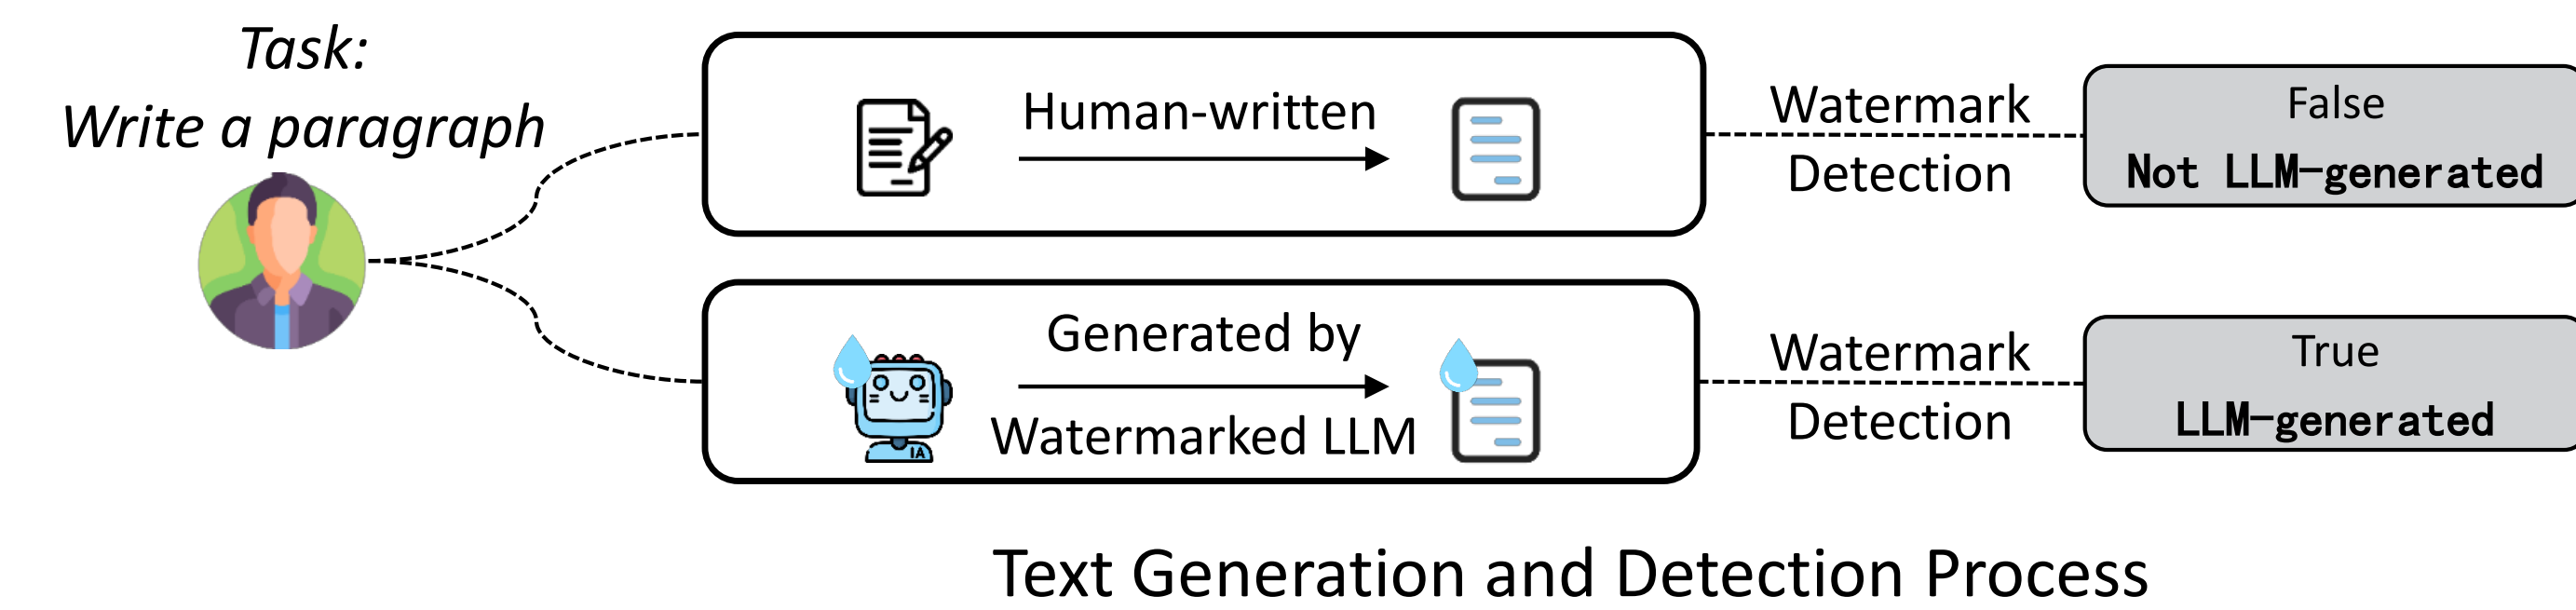 Task:
Write a paragraph
Human-written
Watermark
Detection
False
Not LLM-generated
Generated by
Watermarked LLM
IA
Watermark
Detection
True
LLM-generated
Text Generation and Detection Process